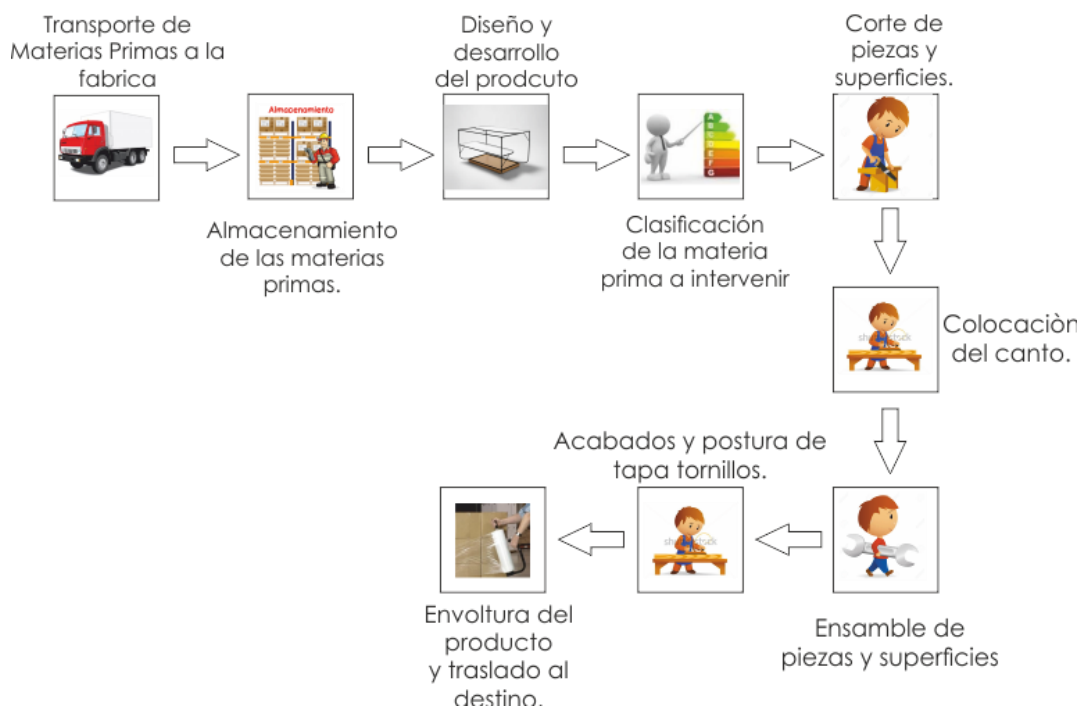 Transporte de
Materias Primas a la
fabrica
Almacenamiento
Almacenamiento
de las materias
primas.
Diseño y
desarrollo
del prodcuto
A
B
C
D
E
F
G
Clasificación
de la materia
prima a intervenir
Corte de
piezas y
superficies.
Colocaciòn
del canto.
Ensamble de
piezas y superficies
Acabados y postura de
tapa tornillos.
Envoltura del
producto
y traslado al
destino.